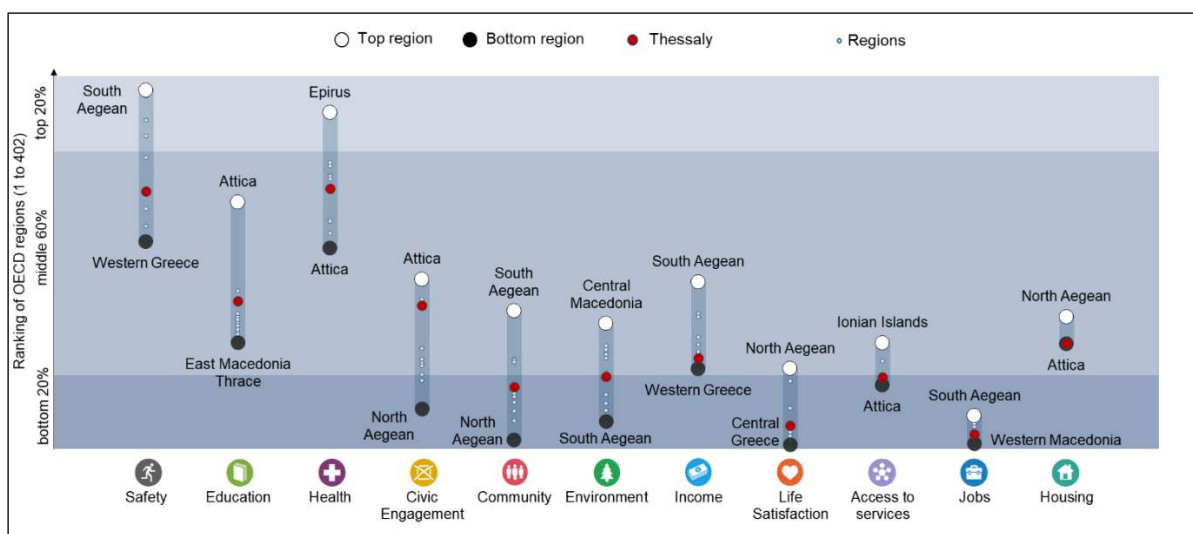 Top region
Bottom region
Thessaly
Regions
Ranking of OECD regions (1 to 402)
top 20%
middle 60%
bottom 20%
South
Aegean
Western Greece
Attica
East Macedonia
Thrace
Epirus
Attica
Attica
North
Aegean
South
Aegean
North
Aegean
Central
Macedonia
South Aegean
South Aegean
Western Greece
North Aegean
Central
Greece
Ionian Islands
Attica
South Aegean
Western Macedonia
North Aegean
Attica
Safety
Education
Health
Civic
Engagement
Community
Environment
Income
Life
Satisfaction
Access to
services
Jobs
Housing